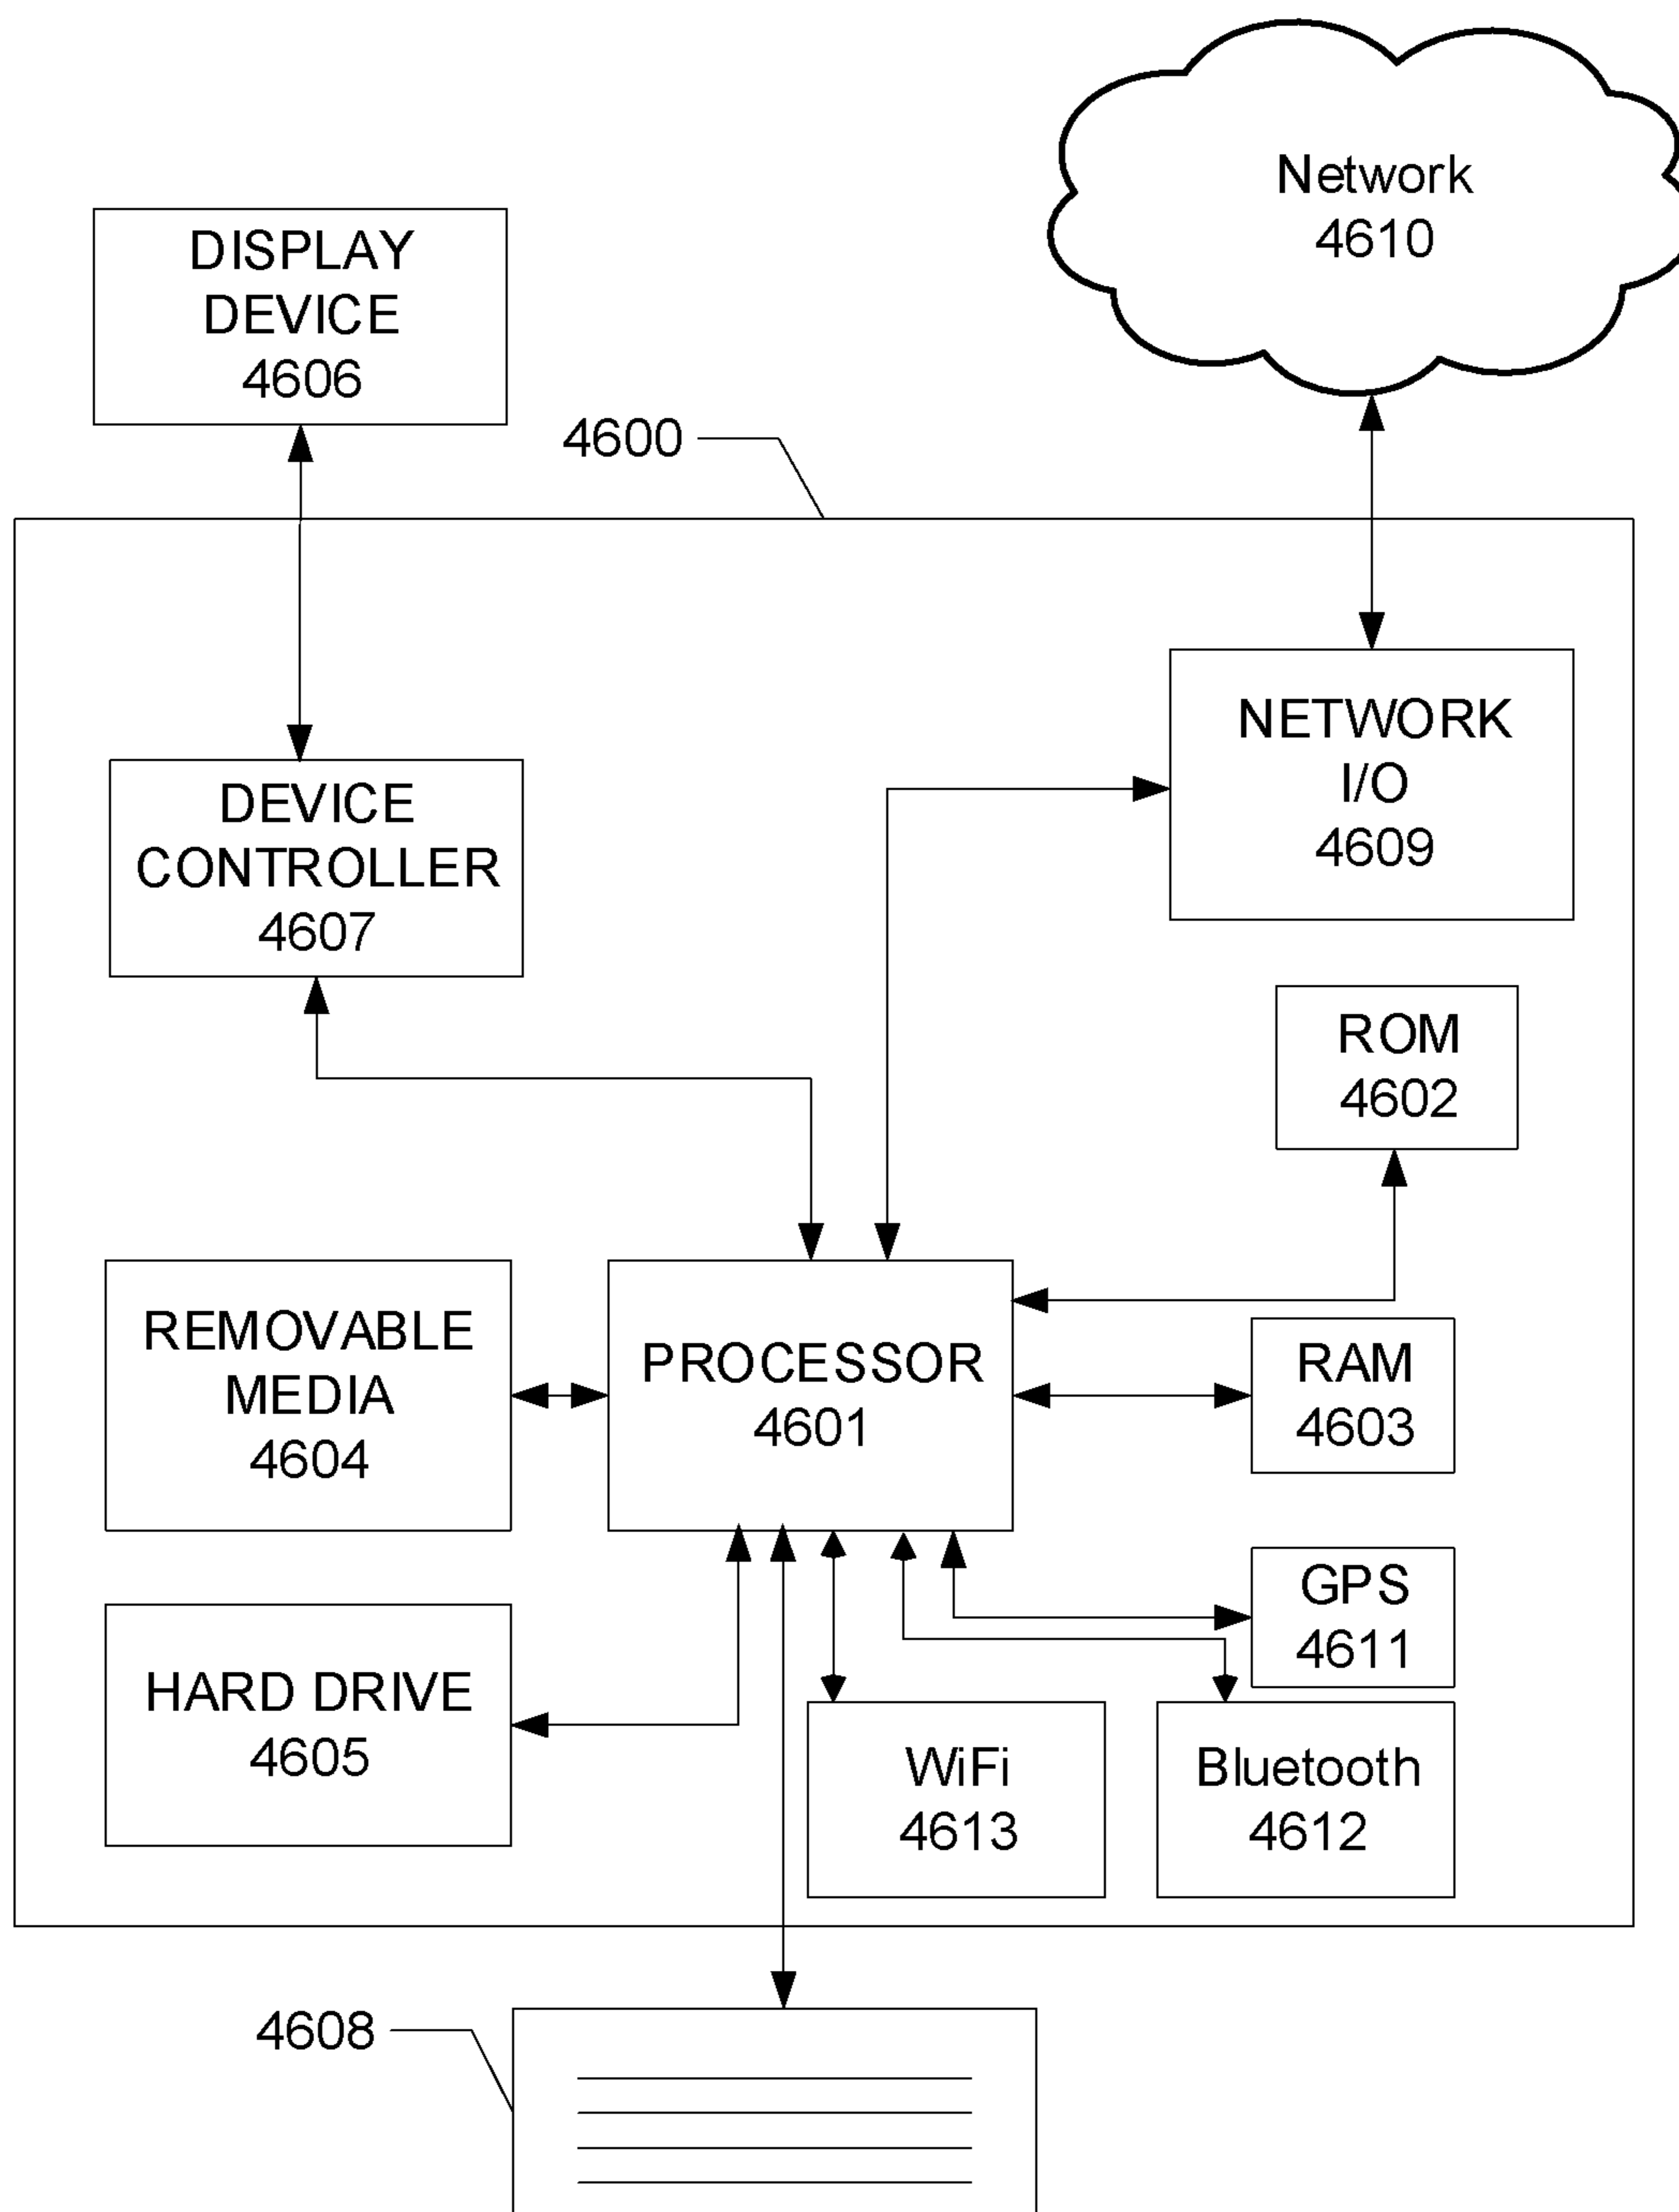 Network
4610
DISPLAY
DEVICE
4606
4600
NETWORK
I/O
4609
DEVICE
CONTROLLER
4607
ROM
4602
REMOVABLE
MEDIA
4604
PROCESSOR
4601
RAM
4603
GPS
4611
HARD DRIVE
4605
WiFi
4613
Bluetooth
4612
4608